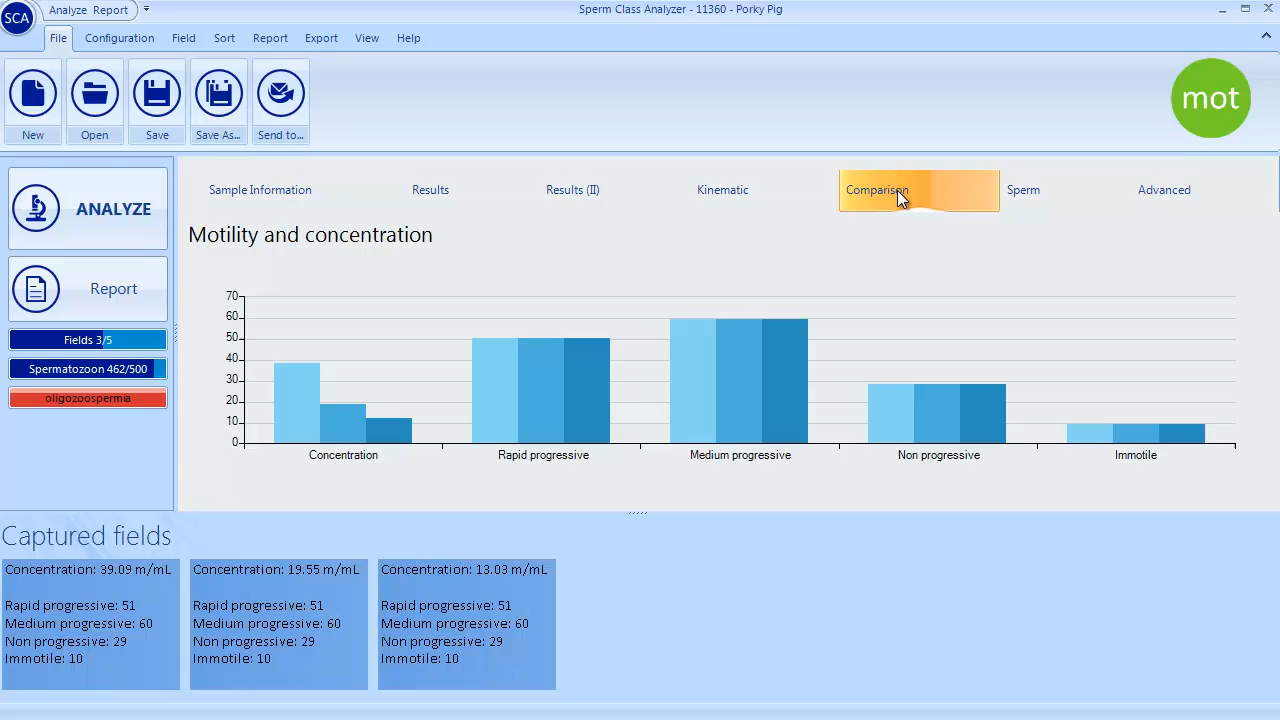 SCA
Analyze Report
Sperm Class Analyzer - 11360 - Porky Pig
File Configuration Field Sort Report Export View Help
New Open Save Save As... Send to...
mot
ANALYZE
Report
Fields 3/5
Spermatozoon 462/500
oligozoospermia
Sample Information Results Results (II) Kinematic Comparison Sperm Advanced
Motility and concentration
70
60
50
40
30
20
10
0
Concentration Rapid progressive Medium progressive Non progressive Immotile
Captured fields
Concentration: 39.09 m/mL
Rapid progressive: 51
Medium progressive: 60
Non progressive: 29
Immotile: 10
Concentration: 19.55 m/mL
Rapid progressive: 51
Medium progressive: 60
Non progressive: 29
Immotile: 10
Concentration: 13.03 m/mL
Rapid progressive: 51
Medium progressive: 60
Non progressive: 29
Immotile: 10